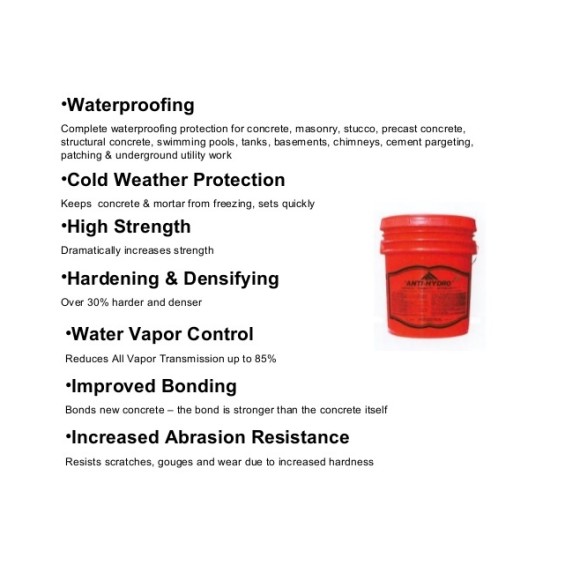 •Waterproofing
Complete waterproofing protection for concrete, masonry, stucco, precast concrete,
structural concrete, swimming pools, tanks, basements, chimneys, cement pargeting,
patching & underground utility work
•Cold Weather Protection
Keeps concrete & mortar from freezing, sets quickly
•High Strength
Dramatically increases strength
•Hardening & Densifying
Over 30% harder and denser
•Water Vapor Control
Reduces All Vapor Transmission up to 85%
•Improved Bonding
Bonds new concrete – the bond is stronger than the concrete itself
•Increased Abrasion Resistance
Resists scratches, gouges and wear due to increased hardness
"ANTI-HYDRO"